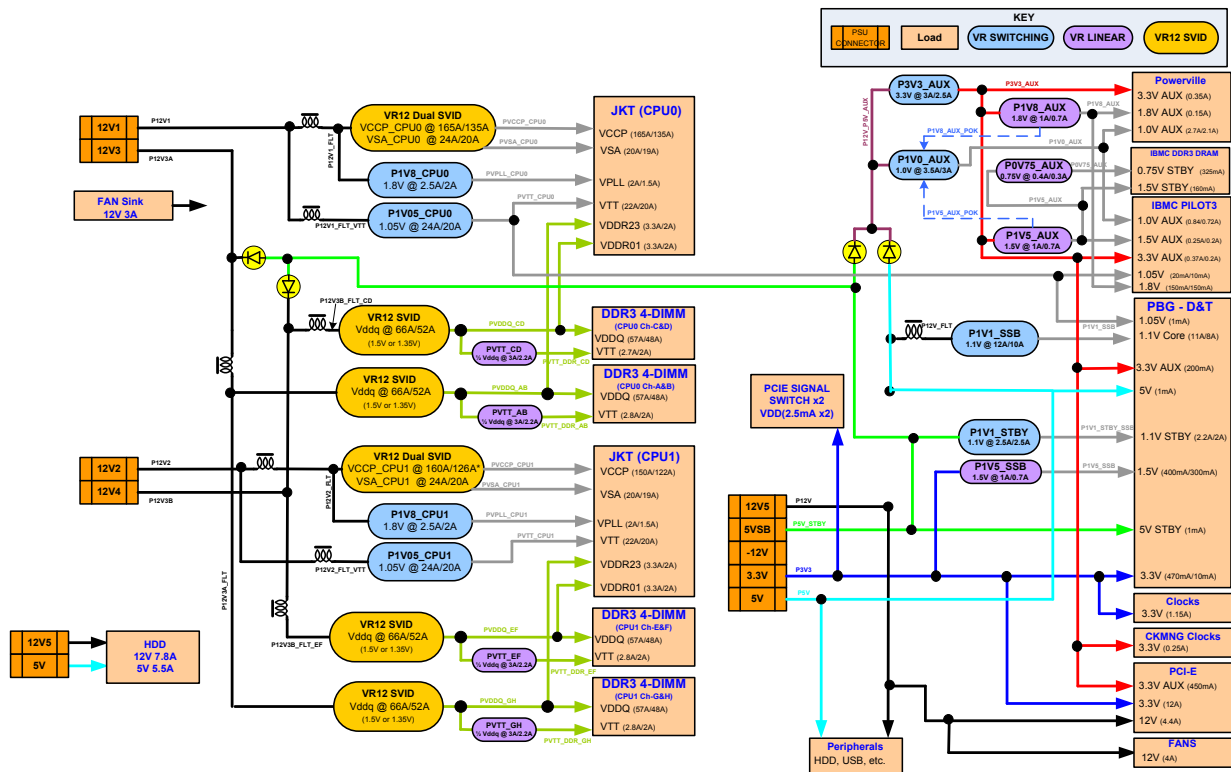 KEY
PSU CONNECTOR
Load
VR SWITCHING
VR LINEAR
VR12 SVID
12V1
12V3
P12V1
P12V3A
FAN Sink
12V 3A
P12V1_FLT
P12V1_FLT_VTT
VR12 Dual SVID
VCCP_CPU0 @ 165A/135A
VSA_CPU0 @ 24A/20A
P1V8_CPU0
1.8V @ 2.5A/2A
P1V05_CPU0
1.05V @ 24A/20A
PVCCP_CPU0
PVSA_CPU0
PVPLL_CPU0
PVTT_CPU0
JKT (CPU0)
VCCP (165A/135A)
VSA (20A/19A)
VPLL (2A/1.5A)
VTT (22A/20A)
VDDR23 (3.3A/2A)
VDDR01 (3.3A/2A)
P12V3B_FLT_CD
VR12 SVID
Vddq @ 66A/52A
(1.5V or 1.35V)
PVDDQ_CD
PVTT_CD
½ Vddq @ 3A/2.2A
PVTT_DDR_CD
DDR3 4-DIMM
(CPU0 Ch-C&D)
VDDQ (57A/48A)
VTT (2.7A/2A)
VR12 SVID
Vddq @ 66A/52A
(1.5V or 1.35V)
PVDDQ_AB
PVTT_AB
½ Vddq @ 3A/2.2A
PVTT_DDR_AB
DDR3 4-DIMM
(CPU0 Ch-A&B)
VDDQ (57A/48A)
VTT (2.8A/2A)
12V2
12V4
P12V2
P12V3B
P12V2_FLT
P12V2_FLT_VTT
VR12 Dual SVID
VCCP_CPU1 @ 160A/126A*
VSA_CPU1 @ 24A/20A
P1V8_CPU1
1.8V @ 2.5A/2A
P1V05_CPU1
1.05V @ 24A/20A
PVCCP_CPU1
PVSA_CPU1
PVPLL_CPU1
PVTT_CPU1
JKT (CPU1)
VCCP (150A/122A)
VSA (20A/19A)
VPLL (2A/1.5A)
VTT (22A/20A)
VDDR23 (3.3A/2A)
VDDR01 (3.3A/2A)
P12V3A_FLT
P12V3B_FLT_EF
VR12 SVID
Vddq @ 66A/52A
(1.5V or 1.35V)
PVDDQ_EF
PVTT_EF
½ Vddq @ 3A/2.2A
PVTT_DDR_EF
DDR3 4-DIMM
(CPU1 Ch-E&F)
VDDQ (57A/48A)
VTT (2.8A/2A)
VR12 SVID
Vddq @ 66A/52A
(1.5V or 1.35V)
PVDDQ_GH
PVTT_GH
½ Vddq @ 3A/2.2A
PVTT_DDR_GH
DDR3 4-DIMM
(CPU1 Ch-G&H)
VDDQ (57A/48A)
VTT (2.8A/2A)
12V5
5V
HDD
12V 7.8A
5V 5.5A
P3V3_AUX
3.3V @ 3A/2.5A
P12V_P5V_AUX
P1V8_AUX
1.8V @ 1A/0.7A
P1V8_AUX
P1V8_AUX_POK
P1V0_AUX
1.0V @ 3.5A/3A
P1V0_AUX
P0V75_AUX
0.75V @ 0.4A/0.3A
P0V75_AUX
P1V5_AUX
P1V5_AUX_POK
P1V5_AUX
1.5V @ 1A/0.7A
Powerville
3.3V AUX (0.35A)
1.8V AUX (0.15A)
1.0V AUX (2.7A/2.1A)
IBMC DDR3 DRAM
0.75V STBY (325mA)
1.5V STBY (160mA)
IBMC PILOT3
1.0V AUX (0.84/0.72A)
1.5V AUX (0.25A/0.2A)
3.3V AUX (0.37A/0.2A)
1.05V (20mA/10mA)
1.8V (150mA/150mA)
P12V_FLT
P1V1_SSB
1.1V @ 12A/10A
P1V1_SSB
PBG - D&T
1.05V (1mA)
1.1V Core (11A/8A)
3.3V AUX (200mA)
5V (1mA)
1.1V STBY (2.2A/2A)
1.5V (400mA/300mA)
5V STBY (1mA)
3.3V (470mA/10mA)
PCIE SIGNAL
SWITCH x2
VDD(2.5mA x2)
P1V1_STBY
1.1V @ 2.5A/2.5A
P1V1_STBY_SSB
P1V5_SSB
1.5V @ 1A/0.7A
P1V5_SSB
12V5
5VSB
-12V
3.3V
5V
P12V
P5V_STBY
P3V3
P5V
Clocks
3.3V (1.15A)
CKMNG Clocks
3.3V (0.25A)
PCI-E
3.3V AUX (450mA)
3.3V (12A)
12V (4.4A)
FANS
12V (4A)
Peripherals
HDD, USB, etc.